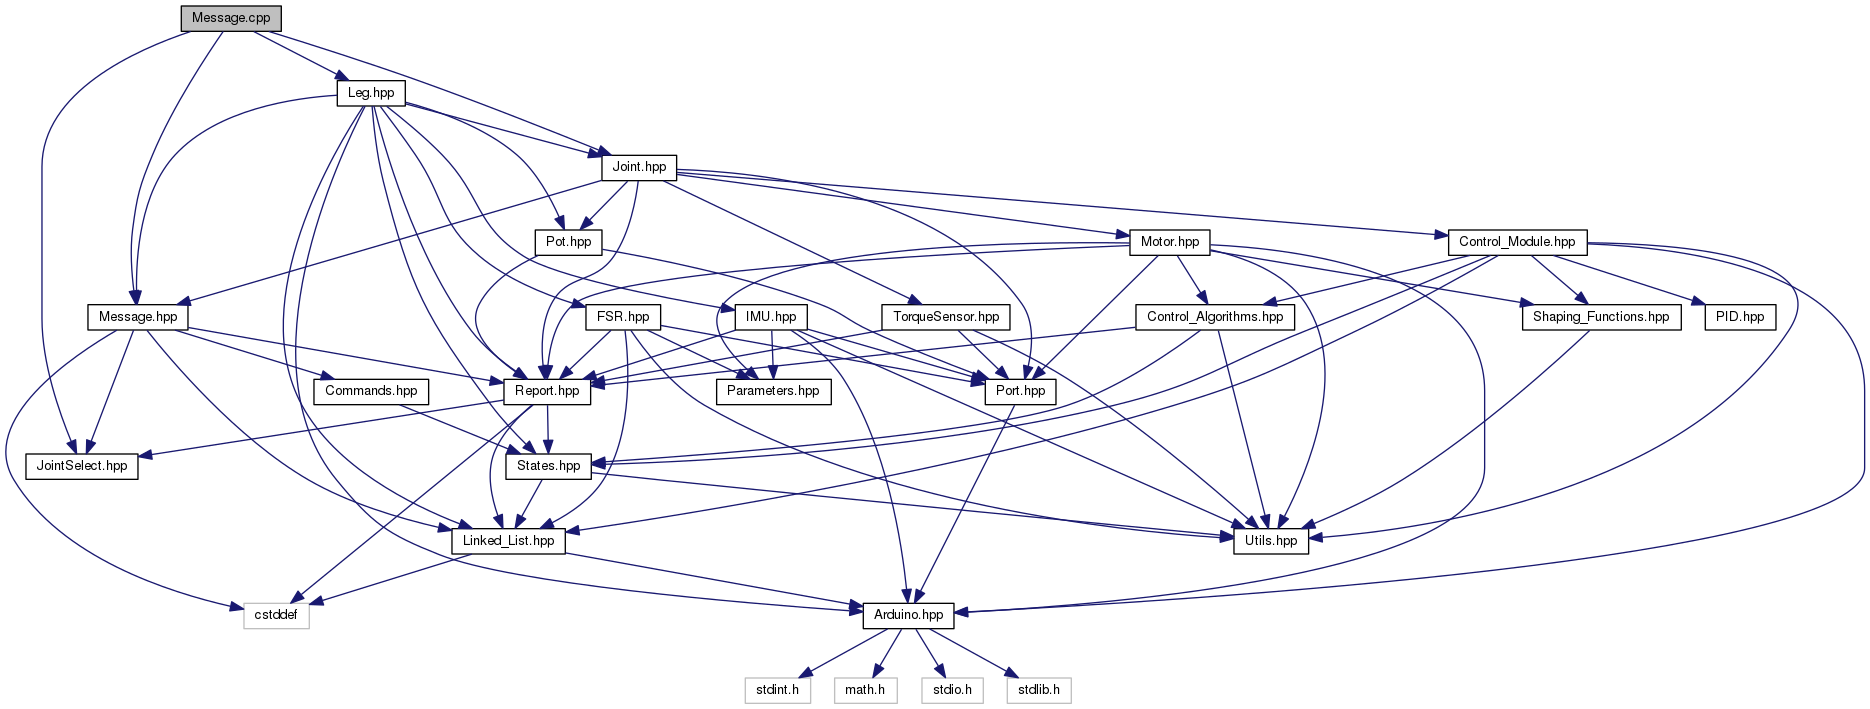 Message.cpp
Leg.hpp
Joint.hpp
Pot.hpp
Motor.hpp
Control_Module.hpp
Message.hpp
FSR.hpp
IMU.hpp
TorqueSensor.hpp
Control_Algorithms.hpp
Shaping_Functions.hpp
PID.hpp
Commands.hpp
Report.hpp
Parameters.hpp
Port.hpp
JointSelect.hpp
States.hpp
Linked_List.hpp
Utils.hpp
cstddef
Arduino.hpp
stdint.h
math.h
stdio.h
stdlib.h